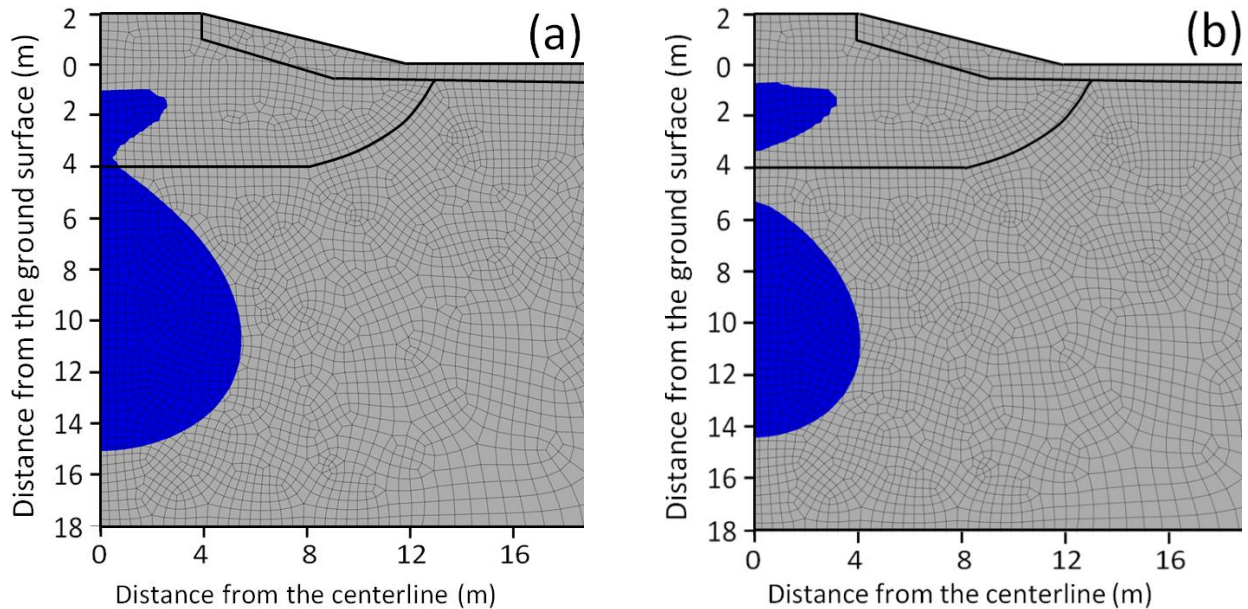 (a)
Distance from the ground surface (m)
2
0
2
4
6
8
10
12
14
16
18
0 4 8 12 16
Distance from the centerline (m)
(b)
Distance from the ground surface (m)
2
0
2
4
6
8
10
12
14
16
18
0 4 8 12 16
Distance from the centerline (m)